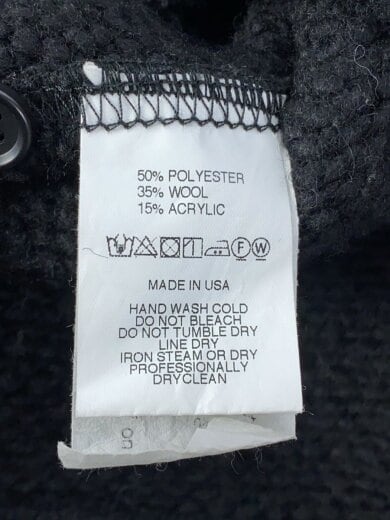 50% POLYESTER
35% WOOL
15% ACRYLIC
F W
MADE IN USA
HAND WASH COLD
DO NOT BLEACH
DO NOT TUMBLE DRY
LINE DRY
IRON STEAM OR DRY
PROFESSIONALLY
DRYCLEAN